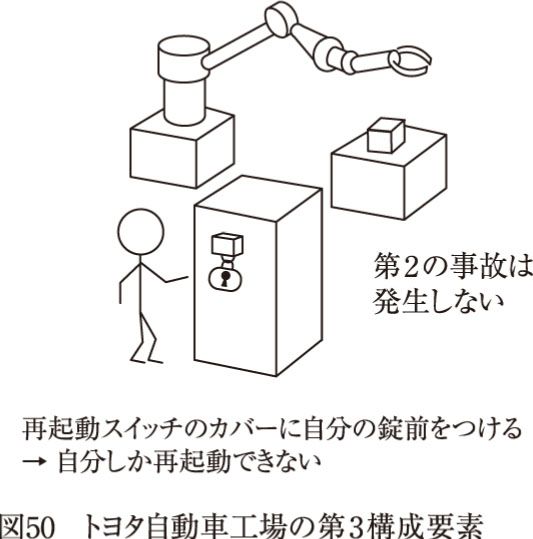 第2の事故は
発生しない
再起動スイッチのカバーに自分の錠前をつける
→ 自分しか再起動できない
図50　トヨタ自動車工場の第3構成要素